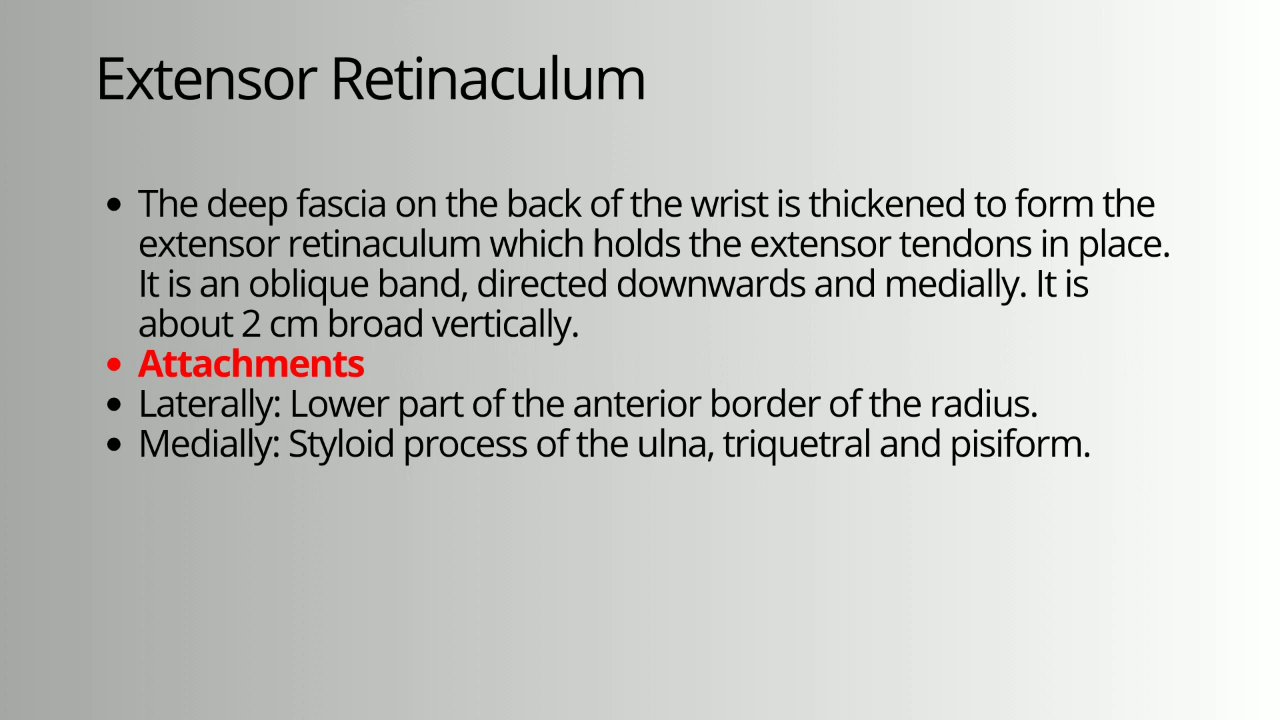 Extensor Retinaculum
• The deep fascia on the back of the wrist is thickened to form the
extensor retinaculum which holds the extensor tendons in place.
It is an oblique band, directed downwards and medially. It is
about 2 cm broad vertically.
• Attachments
• Laterally: Lower part of the anterior border of the radius.
• Medially: Styloid process of the ulna, triquetral and pisiform.